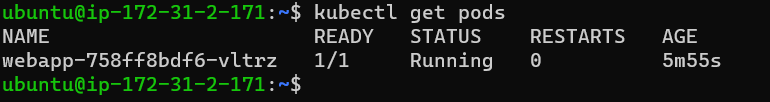 ubuntu@ip-172-31-2-171:~$ kubectl get pods
NAME                      READY   STATUS    RESTARTS   AGE
webapp-758ff8bdf6-vltrz   1/1     Running   0          5m55s
ubuntu@ip-172-31-2-171:~$